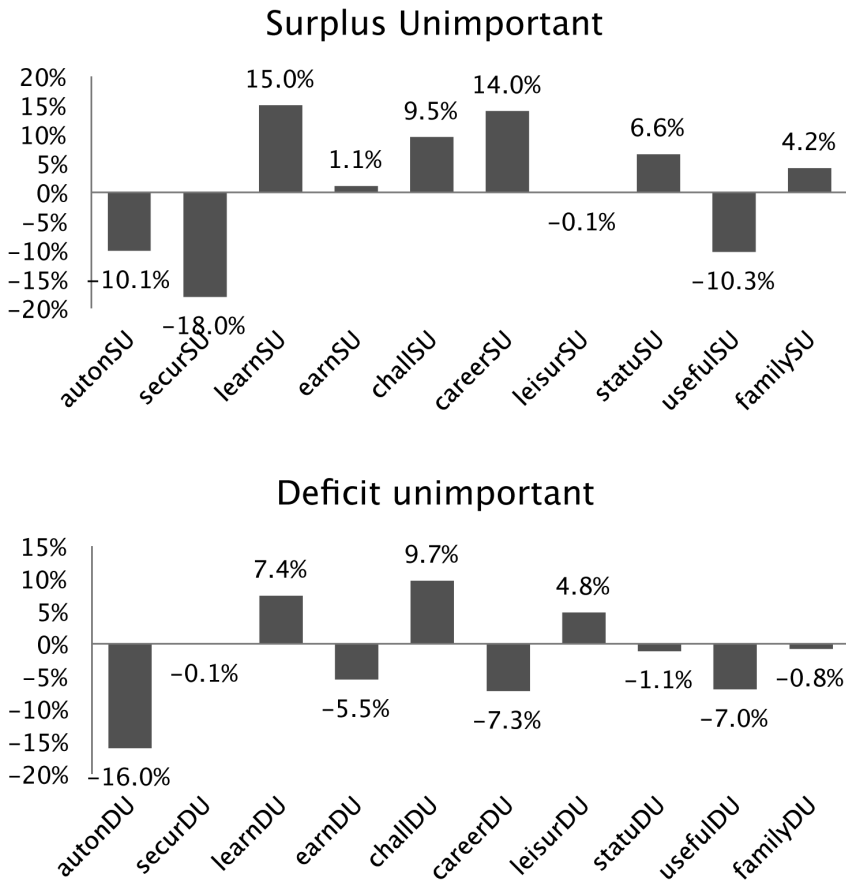 Surplus Unimportant
20%
15%
10%
5%
0%
−5%
−10%
−15%
−20%
−10.1%
−18.0%
15.0%
1.1%
9.5%
14.0%
−0.1%
6.6%
−10.3%
4.2%
autonSU
securSU
learnSU
earnSU
challSU
careerSU
leisurSU
statuSU
usefulSU
familySU
Deficit unimportant
15%
10%
5%
0%
−5%
−10%
−15%
−20%
−16.0%
−0.1%
7.4%
−5.5%
9.7%
−7.3%
4.8%
−1.1%
−7.0%
−0.8%
autonDU
securDU
learnDU
earnDU
challDU
careerDU
leisurDU
statuDU
usefulDU
familyDU